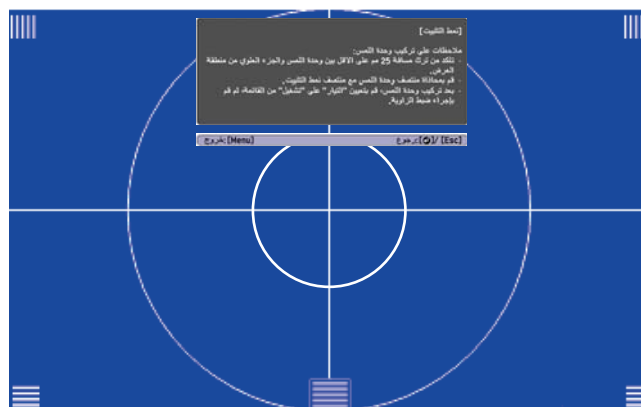 [نمط التثبيت]
ملاحظات على تركيب وحدة اللمس:
- تأكد من ترك مسافة 25 مم على الأقل بين وحدة اللمس والجزء العلوي من منطقة
العرض.
- قم بمحاذاة منتصف وحدة اللمس مع منتصف نمط التثبيت.
- بعد تركيب وحدة اللمس، قم بتعيين "التيار" على "تشغيل" من القائمة، ثم قم
بإجراء ضبط الزاوية.
[Esc] /[⮌]:رجوع [Menu]:خروج